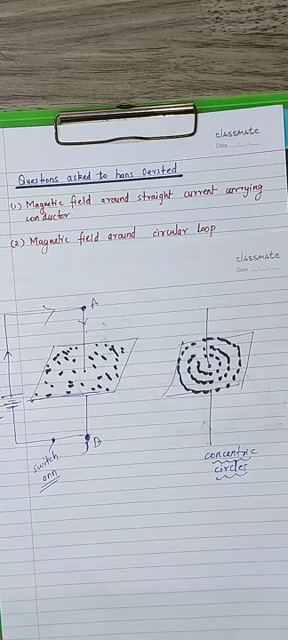 classmate
Date
Questions asked to hans Oersted
(1) Magnetic field around straight current carrying
conductor
(2) Magnetic field around circular loop
classmate
Date
A
B
switch
onn
concentric
circles